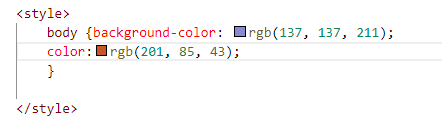 <style>
body {background-color: rgb(137, 137, 211);
color: rgb(201, 85, 43);
}
</style>